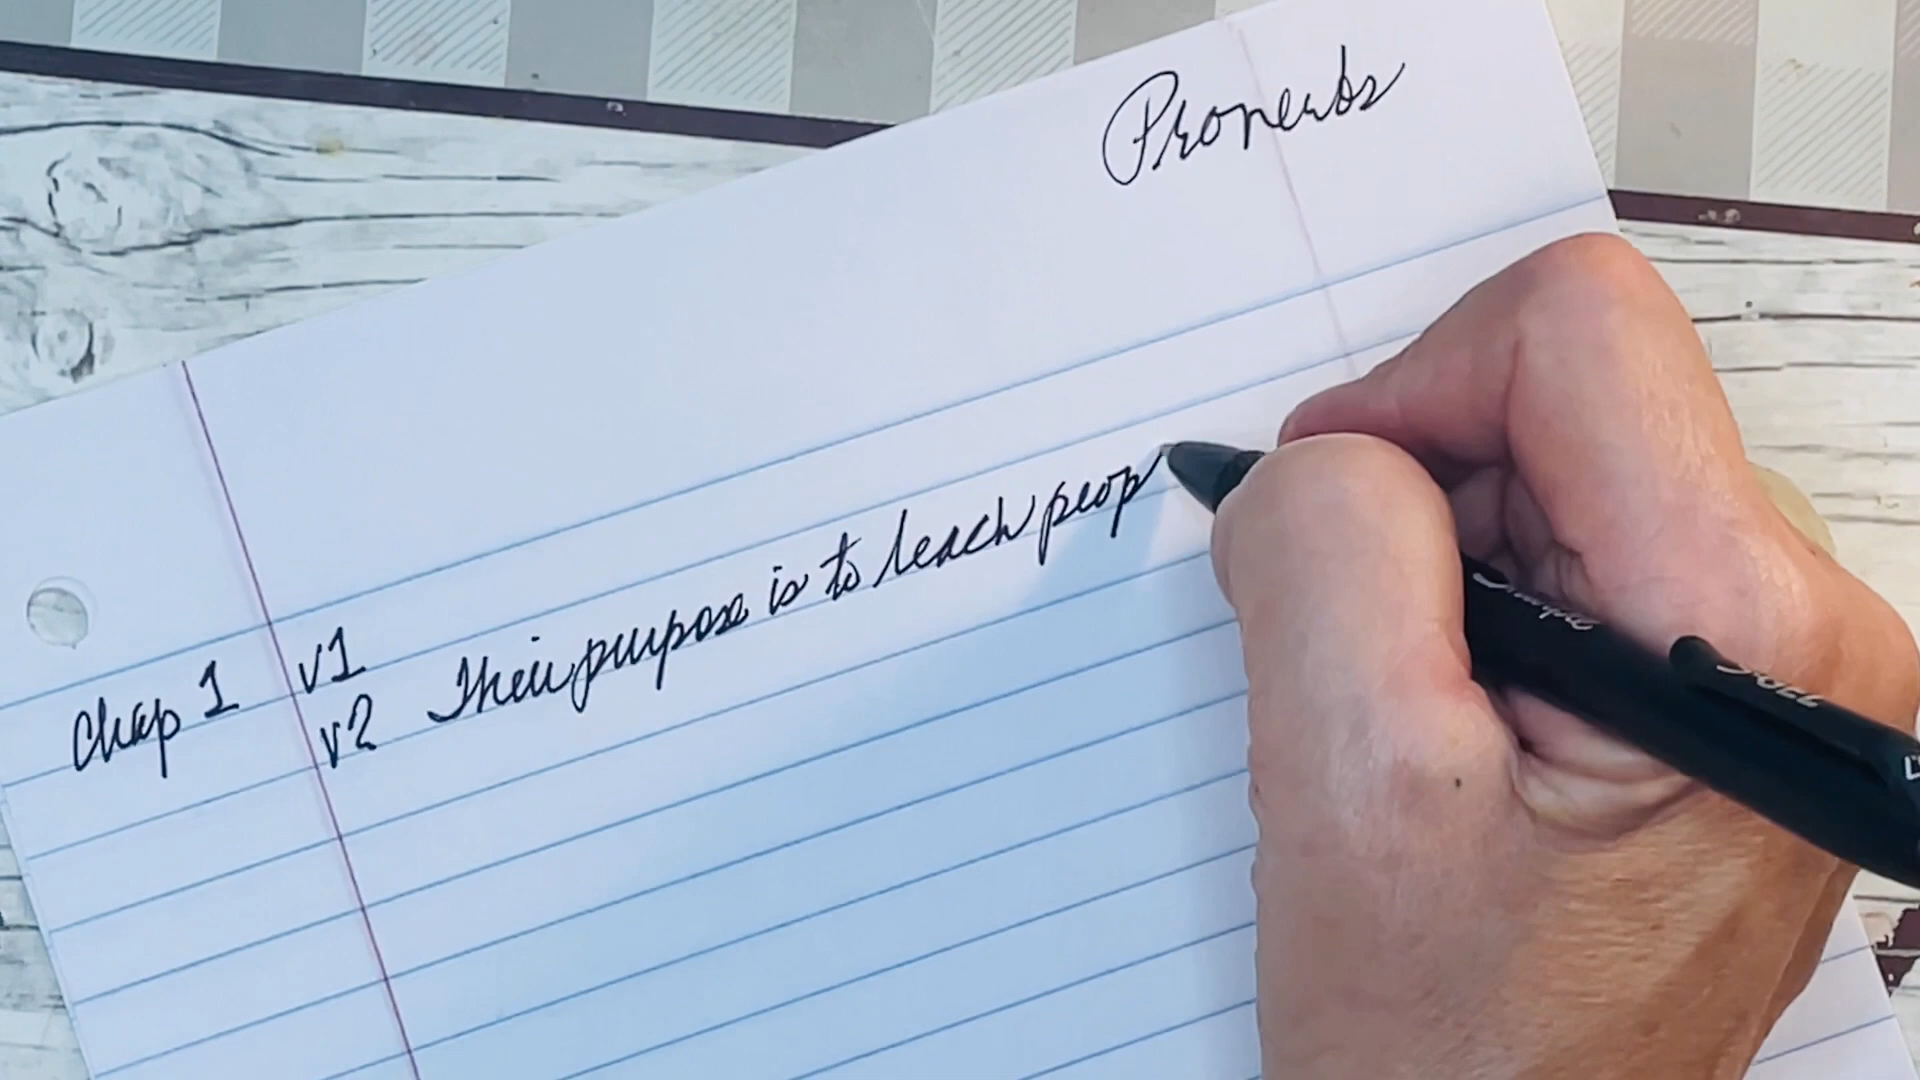 Proverbs
Chap 1 v1
v2 Their purpose is to teach peop